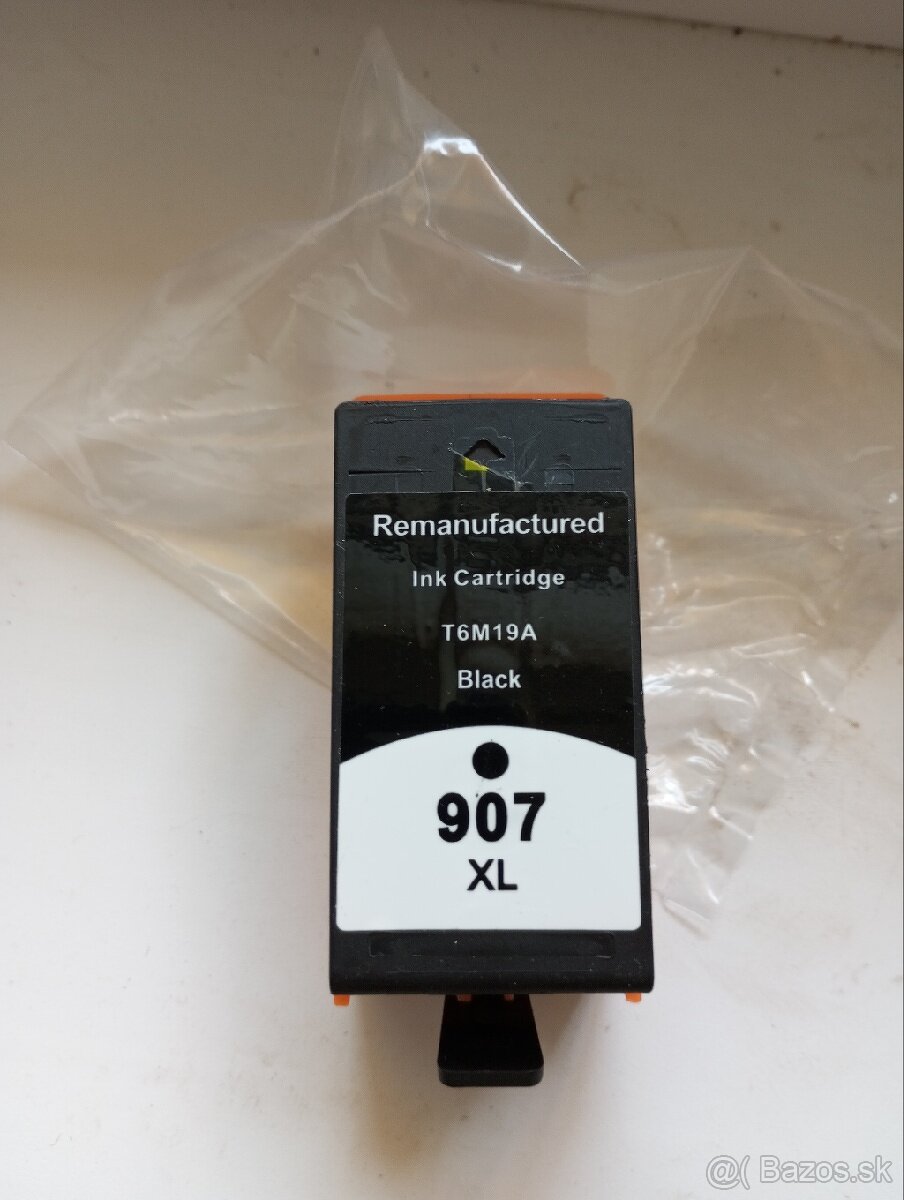 Remanufactured
Ink Cartridge
T6M19A
Black
907
XL
@( Bazos.sk